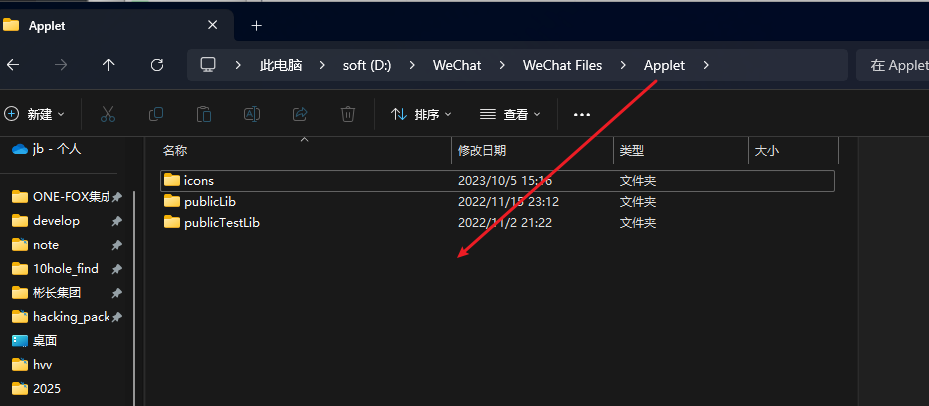 Applet
此电脑 soft (D:) WeChat WeChat Files Applet 在 Applet
新建 排序 查看
jb - 个人
名称 修改日期 类型 大小
icons 2023/10/5 15:16 文件夹
publicLib 2022/11/15 23:12 文件夹
publicTestLib 2022/11/2 21:22 文件夹
ONE-FOX集成
develop
note
10hole_find
彬长集团
hacking_pack
桌面
hvv
2025